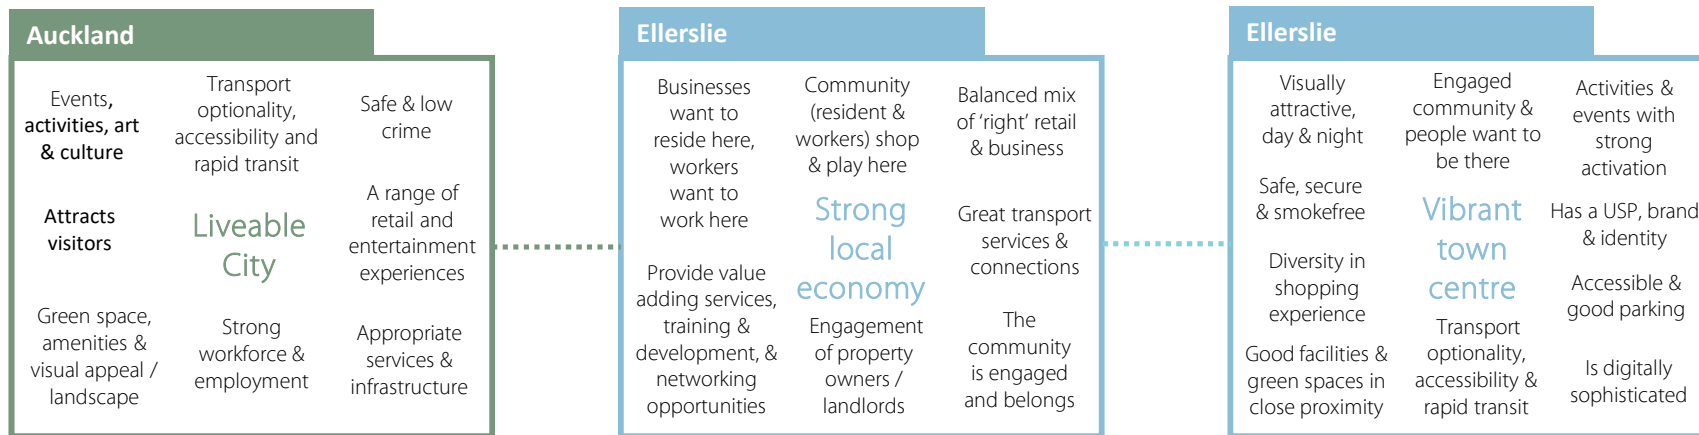 Auckland
Events,
activities, art
& culture
Transport
optionality,
accessibility and
rapid transit
Safe & low
crime
Attracts
visitors
Liveable
City
A range of
retail and
entertainment
experiences
Green space,
amenities &
visual appeal /
landscape
Strong
workforce &
employment
Appropriate
services &
infrastructure
Ellerslie
Businesses
want to
reside here,
workers
want to
work here
Community
(resident &
workers) shop
& play here
Balanced mix
of ‘right’ retail
& business
Strong
local
economy
Great transport
services &
connections
Provide value
adding services,
training &
development, &
networking
opportunities
Engagement
of property
owners /
landlords
The
community
is engaged
and belongs
Ellerslie
Visually
attractive,
day & night
Engaged
community &
people want to
be there
Activities &
events with
strong
activation
Safe, secure
& smokefree
Vibrant
town
centre
Has a USP, brand
& identity
Diversity in
shopping
experience
Accessible &
good parking
Good facilities &
green spaces in
close proximity
Transport
optionality,
accessibility &
rapid transit
Is digitally
sophisticated